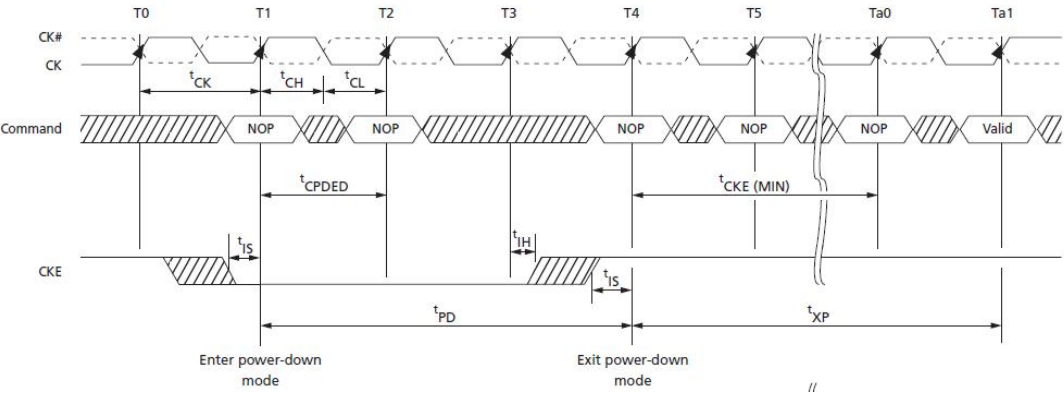 T0 T1 T2 T3 T4 T5 Ta0 Ta1
CK#
CK
tCK tCH tCL
Command NOP NOP NOP NOP NOP Valid
tCPDED tCKE (MIN)
tIS tIH
CKE
tIS
tPD tXP
Enter power-down Exit power-down
mode mode